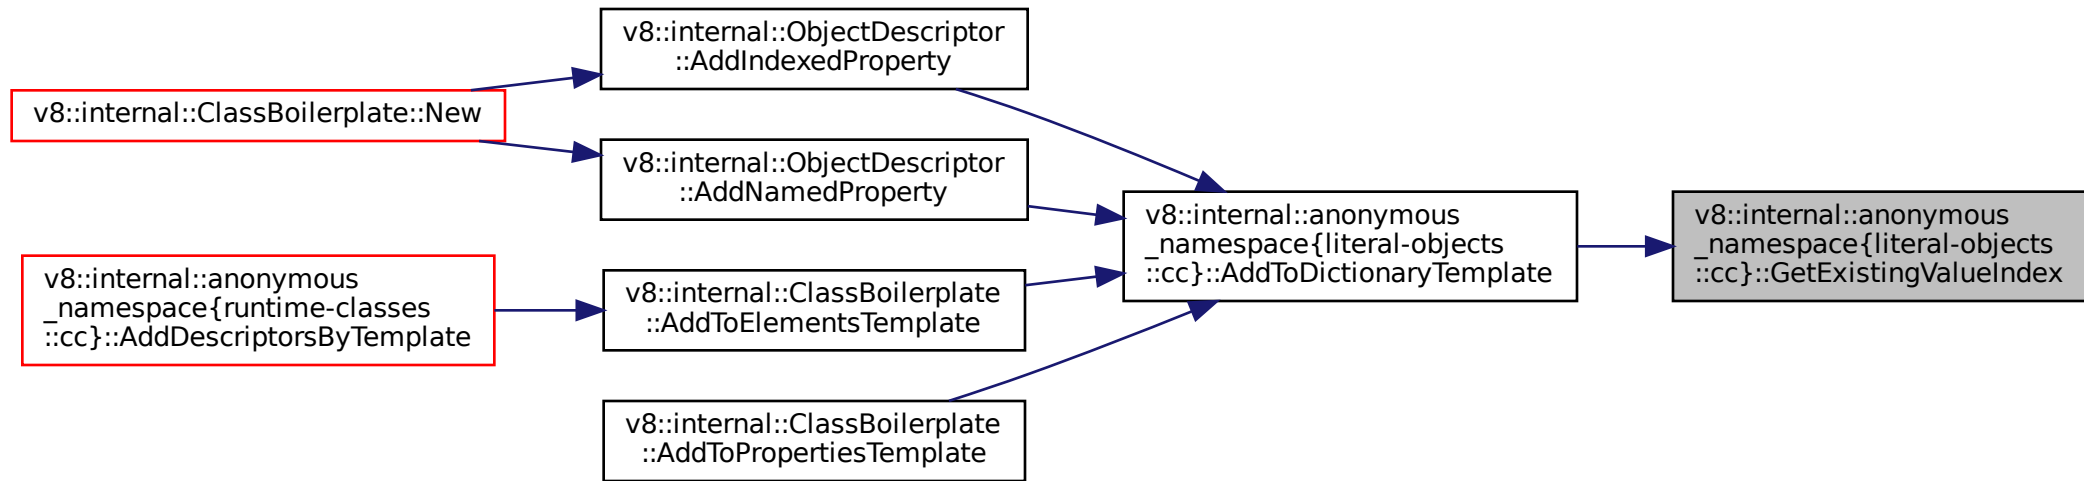 v8::internal::ClassBoilerplate::New
v8::internal::anonymous
_namespace{runtime-classes
::cc}::AddDescriptorsByTemplate
v8::internal::ObjectDescriptor
::AddIndexedProperty
v8::internal::ObjectDescriptor
::AddNamedProperty
v8::internal::ClassBoilerplate
::AddToElementsTemplate
v8::internal::ClassBoilerplate
::AddToPropertiesTemplate
v8::internal::anonymous
_namespace{literal-objects
::cc}::AddToDictionaryTemplate
v8::internal::anonymous
_namespace{literal-objects
::cc}::GetExistingValueIndex